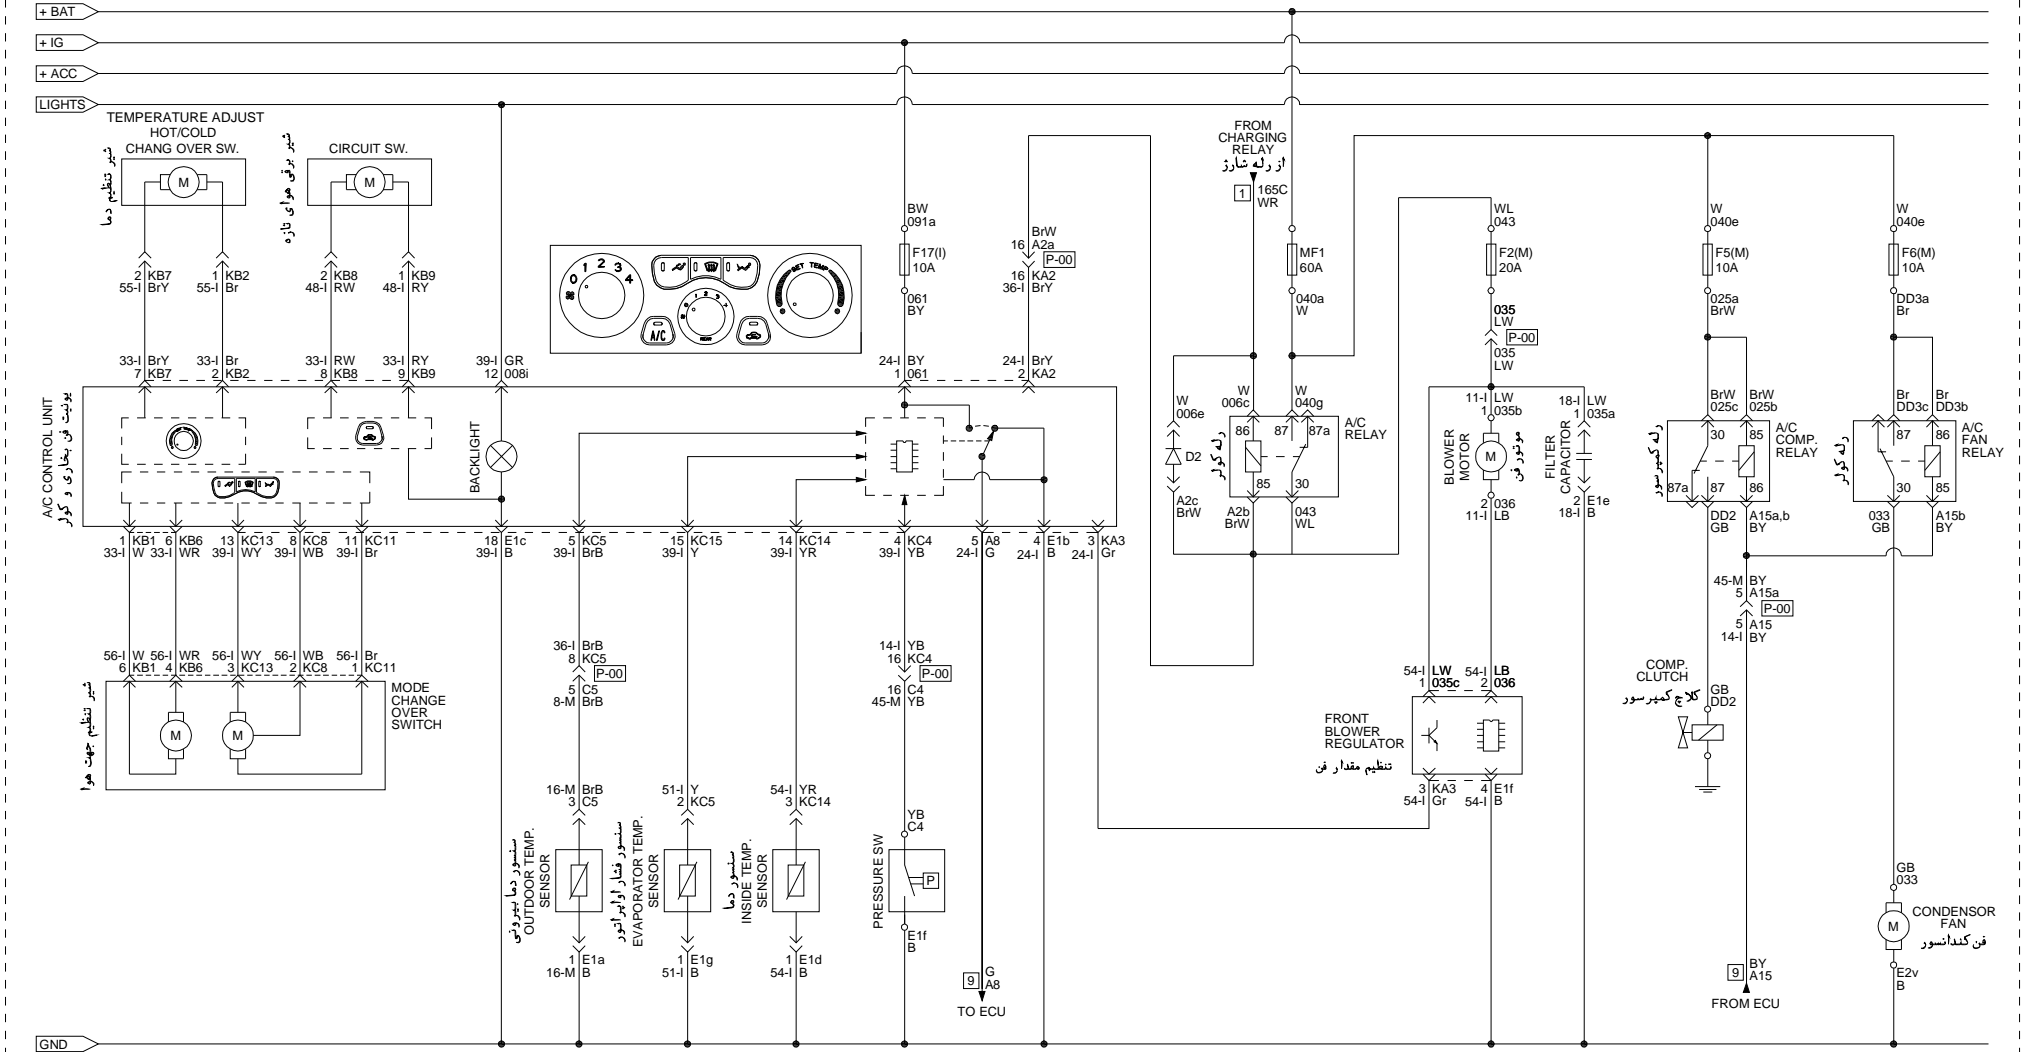 + BAT
+ IG
+ ACC
LIGHTS
TEMPERATURE ADJUST
HOT/COLD
CHANG OVER SW.
شیر تنظیم دما
M
CIRCUIT SW.
شیر برقی هوای تازه
M
2 KB7
55-I BrY
1 KB2
55-I Br
2 KB8
48-I RW
1 KB9
48-I RY
33-I BrY
7 KB7
33-I Br
2 KB2
33-I RW
8 KB8
33-I RY
9 KB9
39-I GR
12 008i
0 1 2 3 4
A/C
SET TEMP
BW
091a
F17(I)
10A
061
BY
24-I BY
1 061
BrW
16 A2a
P-00
16 KA2
36-I BrY
24-I BrY
2 KA2
FROM
CHARGING
RELAY
از رله شارژ
1
165C
WR
MF1
60A
040a
W
WL
043
F2(M)
20A
035
LW
P-00
035
LW
W
040e
F5(M)
10A
025a
BrW
W
040e
F6(M)
10A
DD3a
Br
A/C CONTROL UNIT
یونیت فن بخاری و کولر
BACKLIGHT
W
006e
D2
A2c
BrW
W
006c
W
040g
86
87
87a
85
30
A/C
RELAY
رله کولر
A2b
BrW
043
WL
11-I LW
1 035b
BLOWER
MOTOR
M
موتور فن
2 036
11-I LB
18-I LW
1 035a
FILTER
CAPACITOR
2 E1e
18-I B
BrW
025c
BrW
025b
30
85
87a
87
86
A/C
COMP.
RELAY
رله کمپرسور
DD2
GB
A15a,b
BY
Br
DD3c
Br
DD3b
87
86
30
85
A/C
FAN
RELAY
رله کولر
033
GB
A15b
BY
1 KB1
33-I W
6 KB6
33-I WR
13 KC13
39-I WY
8 KC8
39-I WB
11 KC11
39-I Br
18 E1c
39-I B
5 KC5
39-I BrB
15 KC15
39-I Y
14 KC14
39-I YR
4 KC4
39-I YB
5 A8
24-I G
4 E1b
24-I B
3 KA3
24-I Gr
45-M BY
5 A15a
P-00
5 A15
14-I BY
56-I W
6 KB1
56-I WR
4 KB6
56-I WY
3 KC13
56-I WB
2 KC8
56-I Br
1 KC11
M
M
MODE
CHANGE
OVER
SWITCH
شیر تنظیم جهت هوا
36-I BrB
8 KC5
P-00
5 C5
8-M BrB
14-I YB
16 KC4
P-00
16 C4
45-M YB
54-I LW
1 035c
54-I LB
2 036
FRONT
BLOWER
REGULATOR
تنظیم مقدار فن
3 KA3
54-I Gr
4 E1f
54-I B
COMP.
CLUTCH
کلاچ کمپرسور
GB
DD2
16-M BrB
3 C5
سنسور دما بیرونی
OUTDOOR TEMP.
SENSOR
1 E1a
16-M B
51-I Y
2 KC5
سنسور فشار اواپراتور
EVAPORATOR TEMP.
SENSOR
1 E1g
51-I B
54-I YR
3 KC14
سنسور دما
INSIDE TEMP.
SENSOR
1 E1d
54-I B
YB
C4
PRESSURE SW
P
E1f
B
9
G
A8
TO ECU
9
BY
A15
FROM ECU
GB
033
M
CONDENSOR
FAN
فن کندانسور
E2v
B
GND